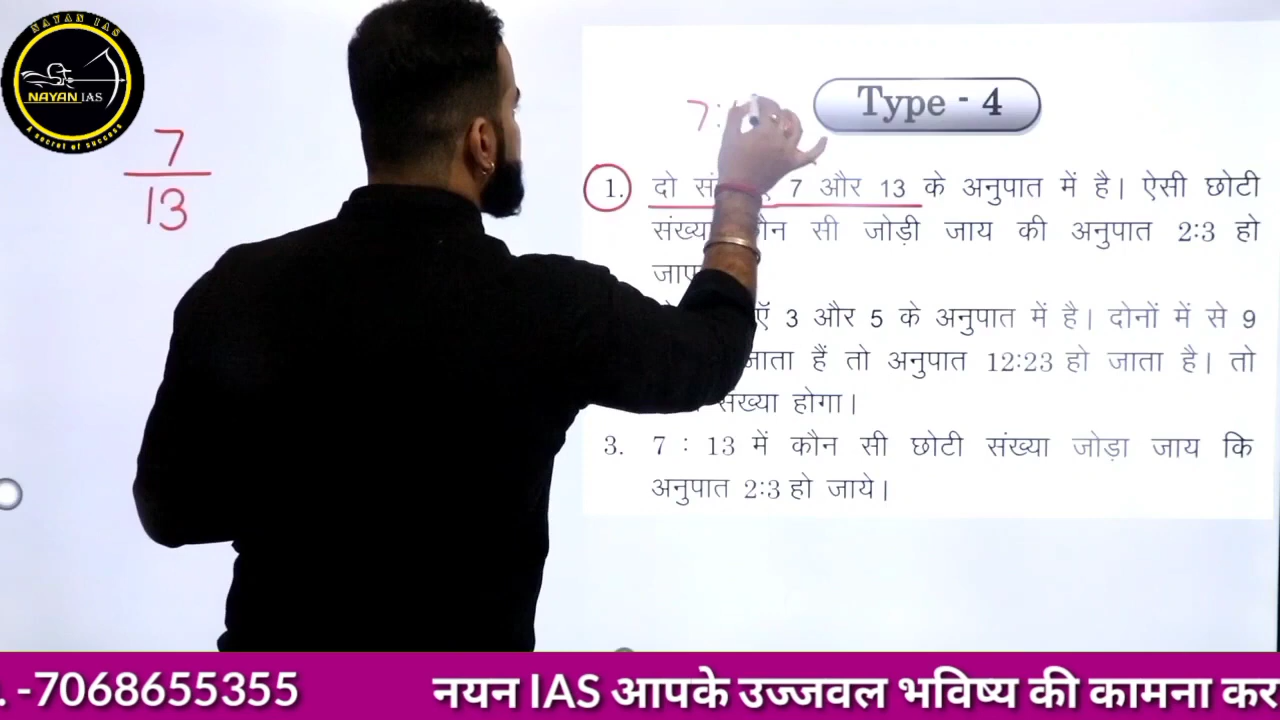 NAYAN IAS
NAYAN IAS
A secret of success
7
13
7:
Type - 4
1. दो 7 और 13 के अनुपात में है। ऐसी छोटी
सी जोड़ी जाय की अनुपात 2:3 हो
3 और 5 के अनुपात में है। दोनों में से 9
तो अनुपात 12:23 हो जाता है। तो
संख्या होगा।
3. 7 : 13 में कौन सी छोटी संख्या जोड़ा जाय कि
अनुपात 2:3 हो जाये।
-7068655355 नयन IAS आपके उज्जवल भविष्य की कामना